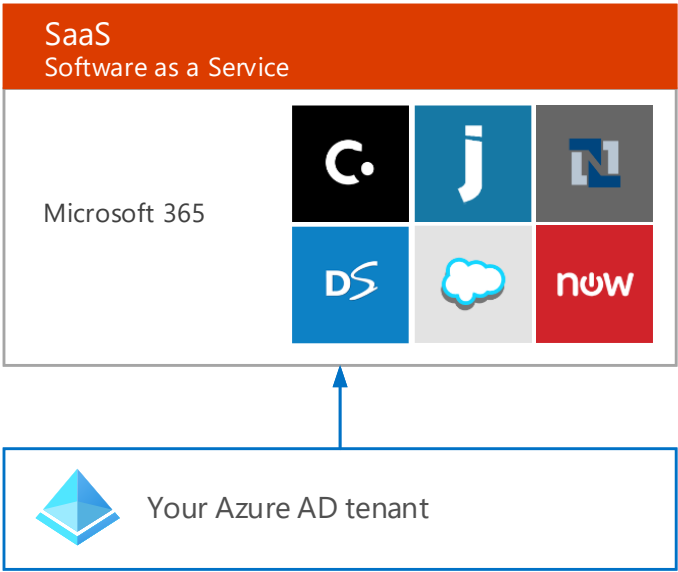 SaaS
Software as a Service
Microsoft 365
C.
j
N
DS
now
Your Azure AD tenant